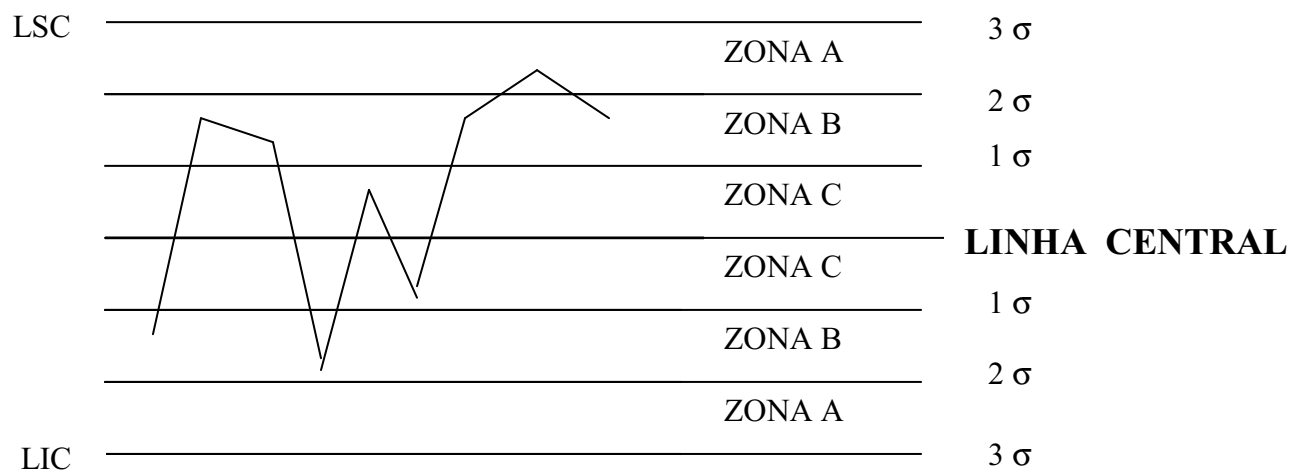 LSC
3 σ
ZONA A
2 σ
ZONA B
1 σ
ZONA C
LINHA CENTRAL
ZONA C
1 σ
ZONA B
2 σ
ZONA A
LIC
3 σ